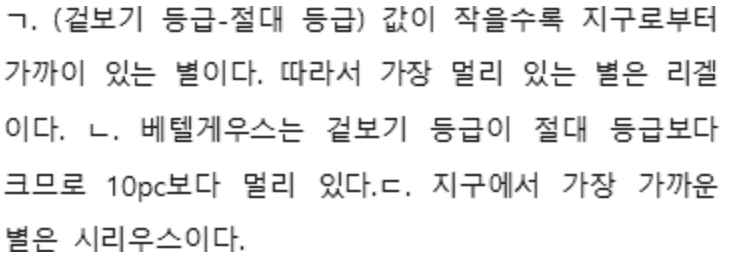 ㄱ. (겉보기 등급-절대 등급) 값이 작을수록 지구로부터
가까이 있는 별이다. 따라서 가장 멀리 있는 별은 리겔
이다. ㄴ. 베텔게우스는 겉보기 등급이 절대 등급보다
크므로 10pc보다 멀리 있다.ㄷ. 지구에서 가장 가까운
별은 시리우스이다.